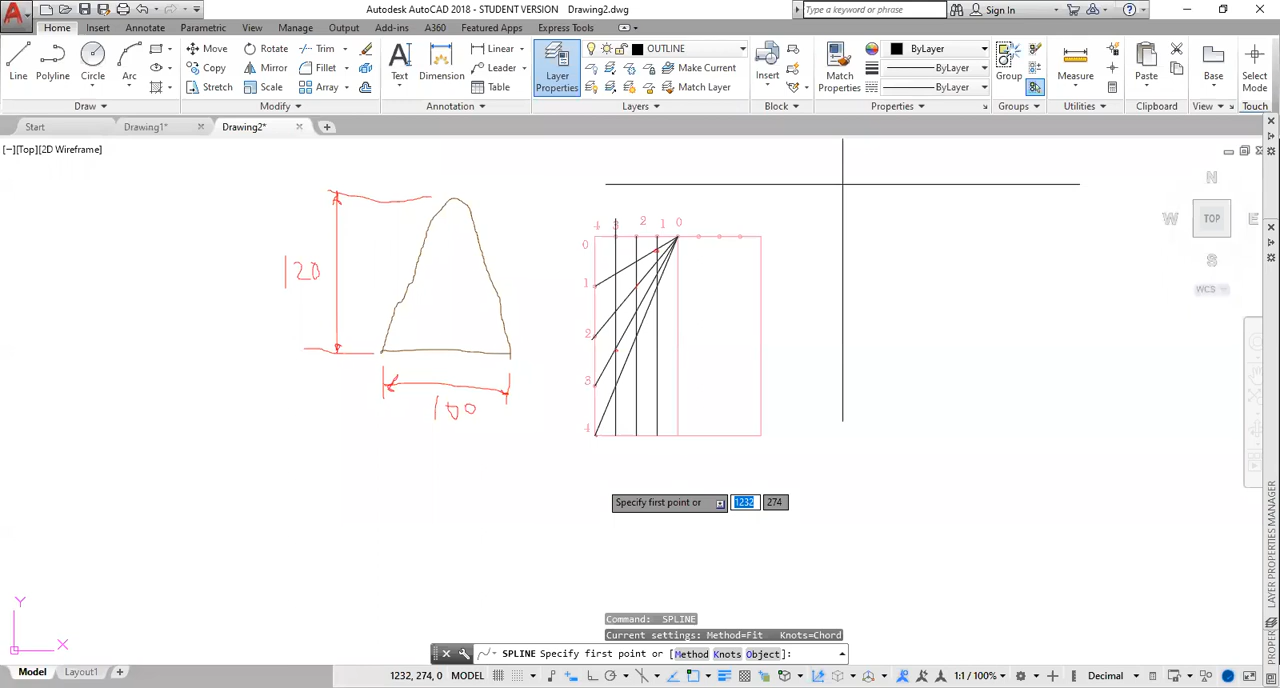 Autodesk AutoCAD 2018 - STUDENT VERSION Drawing2.dwg
Type a keyword or phrase
Sign In
Home Insert Annotate Parametric View Manage Output Add-ins A360 Featured Apps Express Tools
Line Polyline Circle Arc
Move Rotate Trim
Copy Mirror Fillet
Stretch Scale Array
Text Dimension
Linear
Leader
Table
Layer Properties
OUTLINE
Make Current
Match Layer
Insert
Match Properties
ByLayer
ByLayer
ByLayer
Group
Measure
Paste
Base
Select Mode
Draw Modify Annotation Layers Block Properties Groups Utilities Clipboard View Touch
Start Drawing1* Drawing2*
[−][Top][2D Wireframe]
N
W TOP E
S
WCS
120
100
4 3 2 1 0
0
1
2
3
4
Specify first point or 1232 274
Y
X
Command: SPLINE
Current settings: Method=Fit Knots=Chord
SPLINE Specify first point or [Method Knots Object]:
LAYER PROPERTIES MANAGER
PROPER
Model Layout1
1232, 274, 0 MODEL 1:1 / 100% Decimal